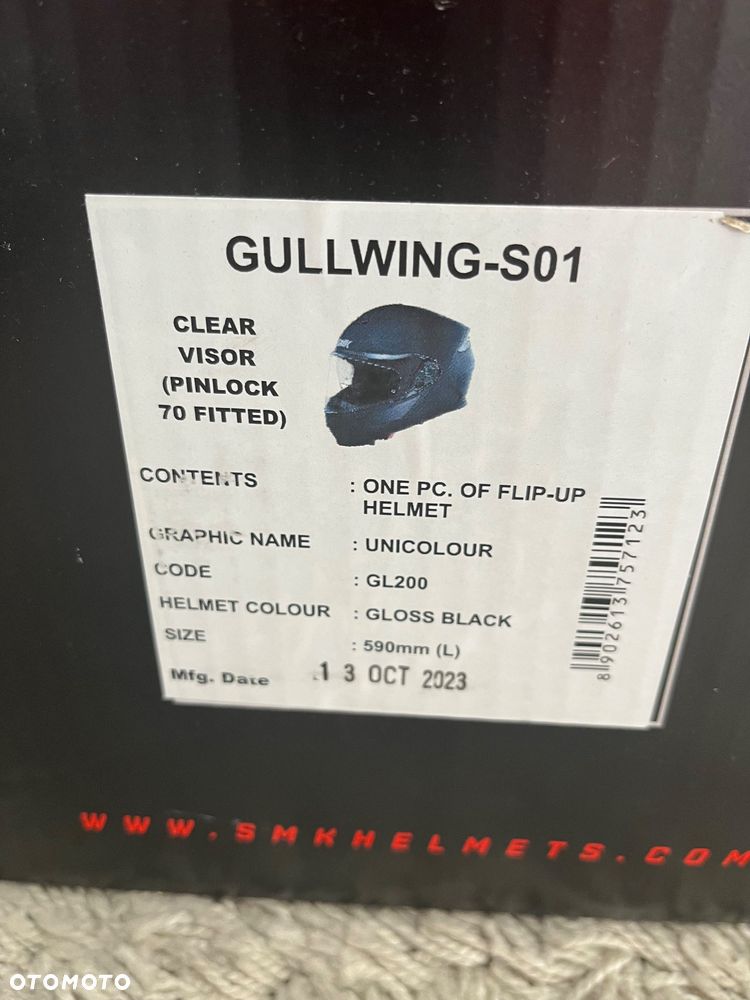 GULLWING-S01
CLEAR
VISOR
(PINLOCK
70 FITTED)
CONTENTS : ONE PC. OF FLIP-UP
HELMET
GRAPHIC NAME : UNICOLOUR
CODE : GL200
HELMET COLOUR : GLOSS BLACK
SIZE : 590mm (L)
Mfg. Date 13 OCT 2023
8902613757123
WWW.SMKHELMETS.COM
OTOMOTO